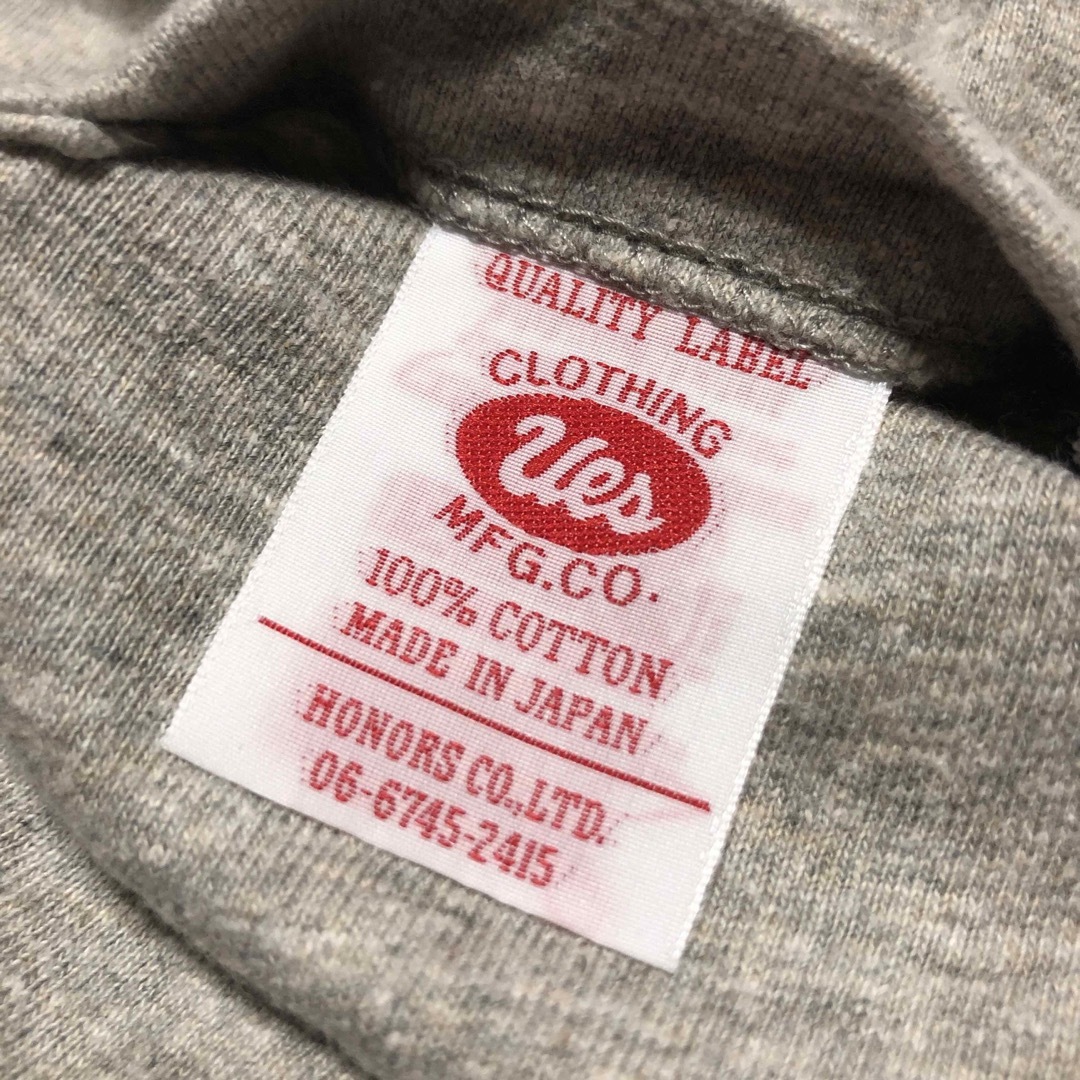 QUALITY LABEL
CLOTHING
Ues
MFG.CO.
100% COTTON
MADE IN JAPAN
HONORS CO.,LTD.
06-6745-2415